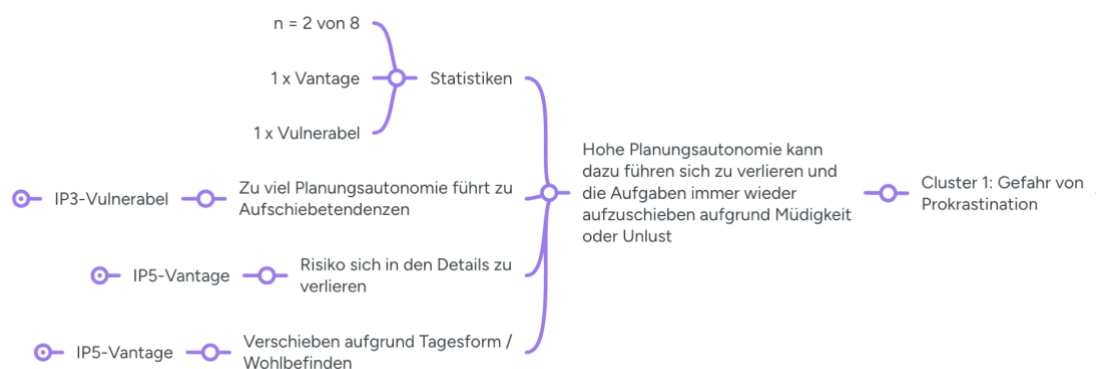 n = 2 von 8
1 x Vantage
Statistiken
1 x Vulnerabel
Hohe Planungsautonomie kann
dazu führen sich zu verlieren und
die Aufgaben immer wieder
aufzuschieben aufgrund Müdigkeit
oder Unlust
Cluster 1: Gefahr von
Prokrastination
IP3-Vulnerabel
Zu viel Planungsautonomie führt zu
Aufschiebetendenzen
IP5-Vantage
Risiko sich in den Details zu
verlieren
IP5-Vantage
Verschieben aufgrund Tagesform /
Wohlbefinden